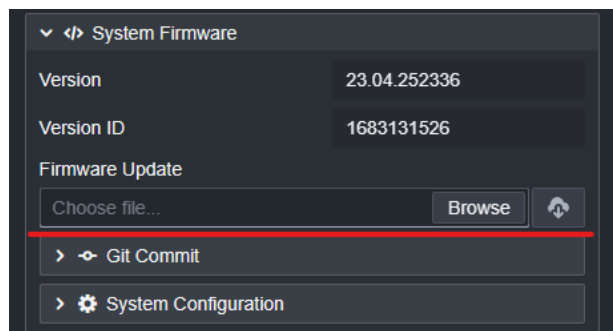 System Firmware
Version 23.04.252336
Version ID 1683131526
Firmware Update
Choose file... Browse
Git Commit
System Configuration